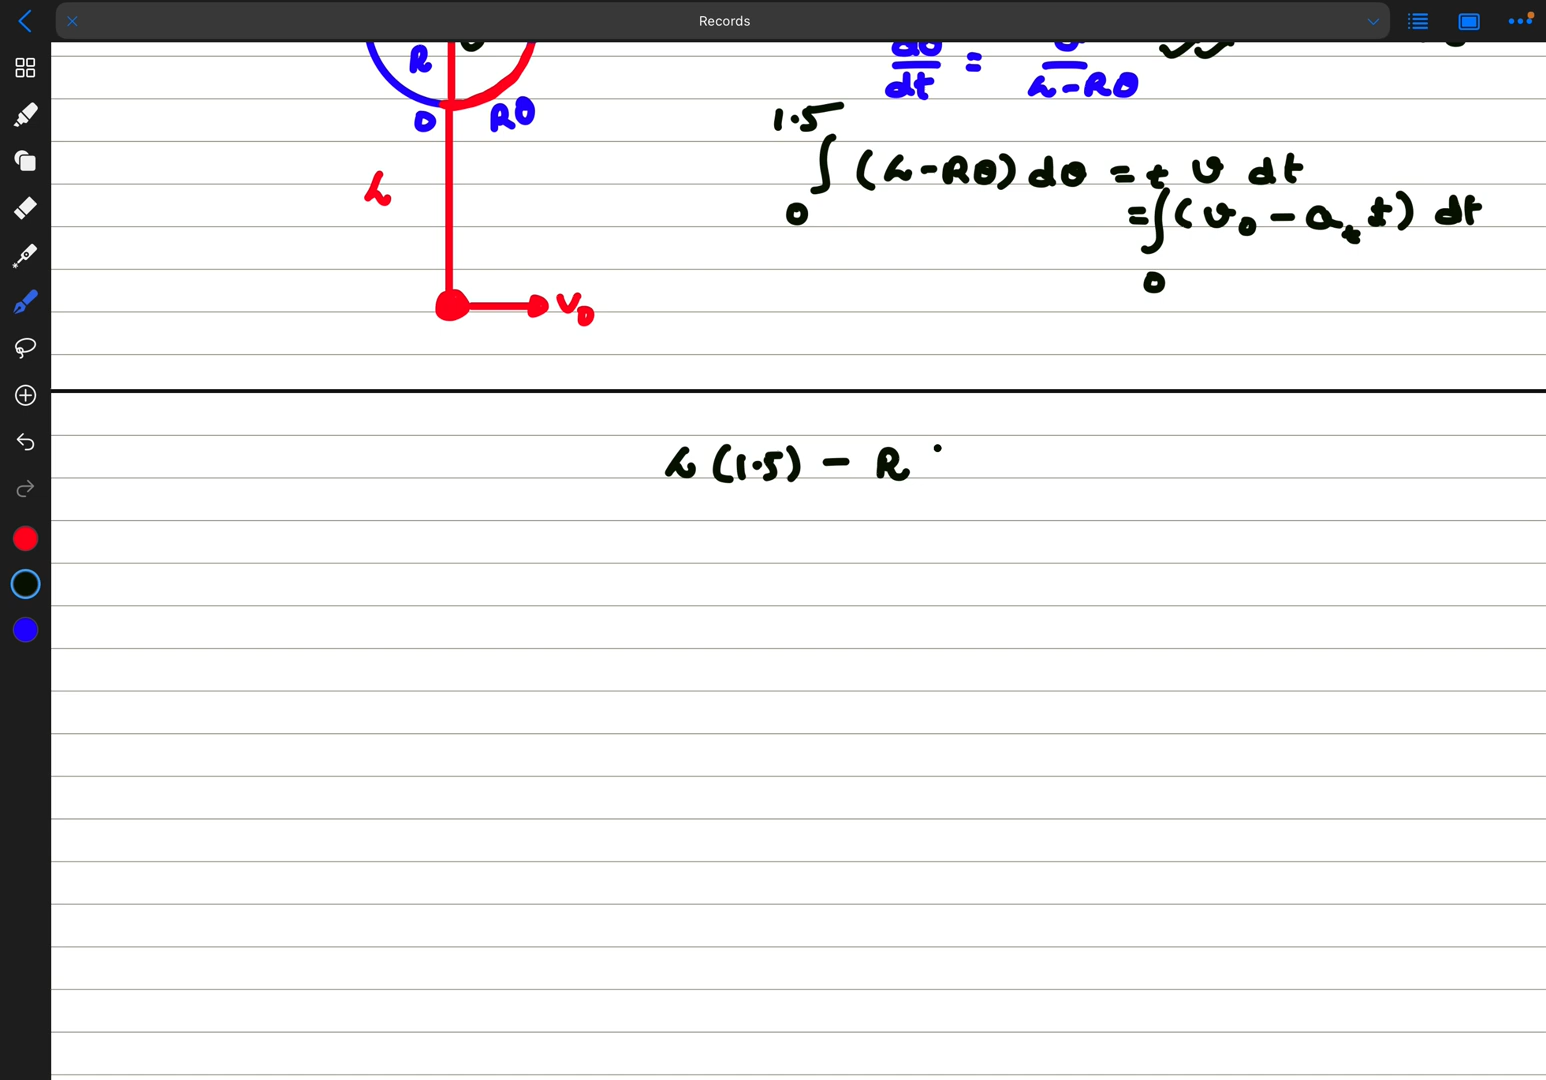 Records
R
O
Rθ
L
v₀
dθ/dt = /L-Rθ
∫₀^1.5 (L-Rθ) dθ = t v dt
= ∫₀ (v₀ - aₜ t) dt
L (1.5) - R